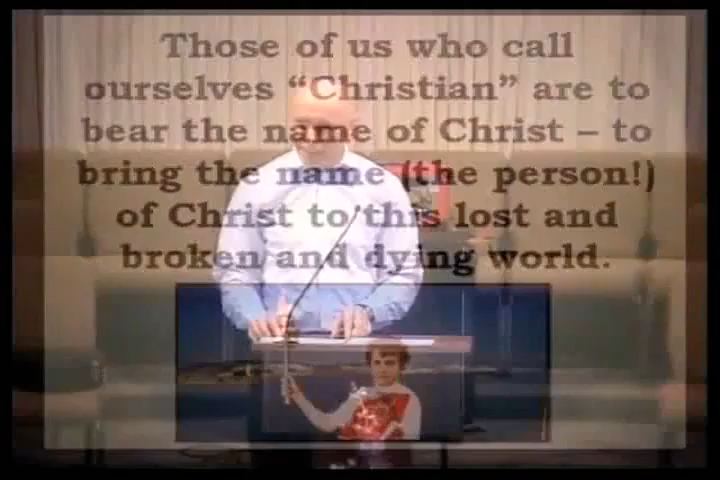 Those of us who call
ourselves “Christian” are to
bear the name of Christ – to
bring the name (the person!)
of Christ to this lost and
broken and dying world.